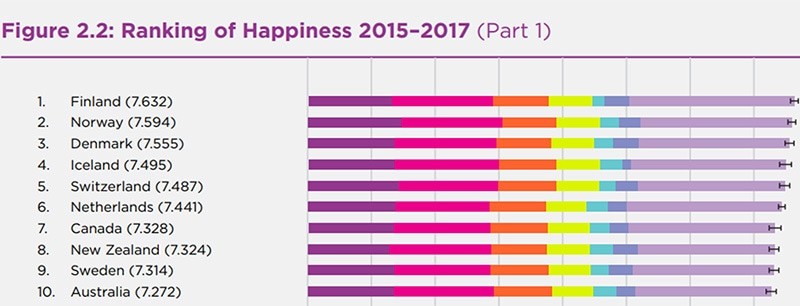 Figure 2.2: Ranking of Happiness 2015–2017 (Part 1)
1. Finland (7.632)
2. Norway (7.594)
3. Denmark (7.555)
4. Iceland (7.495)
5. Switzerland (7.487)
6. Netherlands (7.441)
7. Canada (7.328)
8. New Zealand (7.324)
9. Sweden (7.314)
10. Australia (7.272)